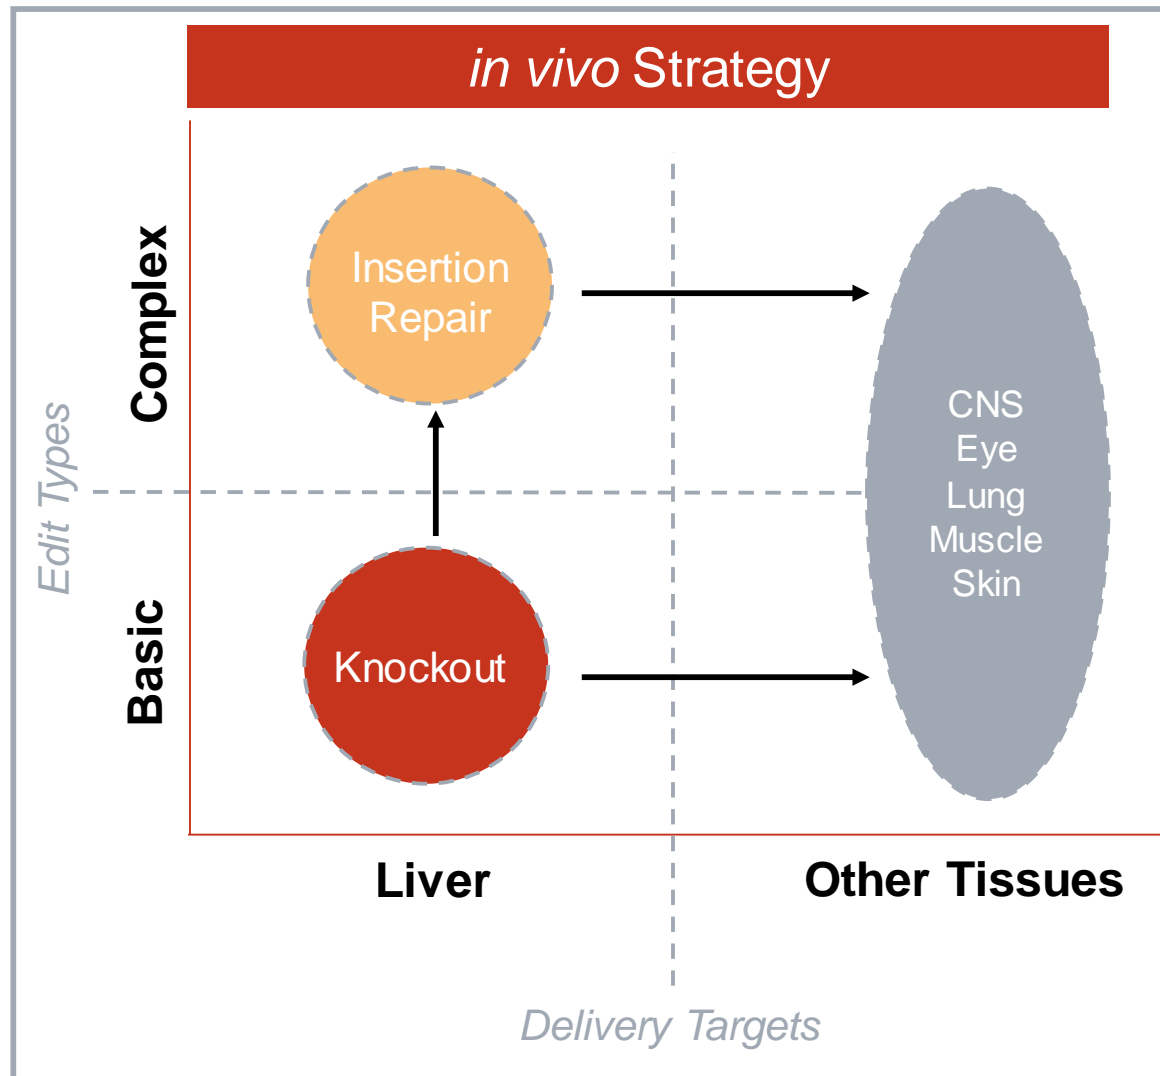 in vivo Strategy
Edit Types
Complex
Basic
Insertion
Repair
Knockout
CNS
Eye
Lung
Muscle
Skin
Liver
Other Tissues
Delivery Targets